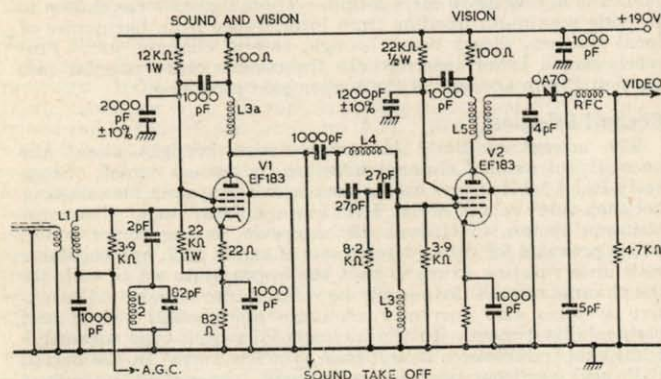 SOUND AND VISION
VISION
+190V
12KΩ
1W
100Ω
22KΩ
½W
100Ω
1000
PF
1000
PF
1000
PF
0A70
VIDEO
RFC
2000
PF
±10%
L3a
1200PF
±10%
L5
4PF
1000PF
L4
V1
EF183
V2
EF183
27PF
27PF
L1
3.9
KΩ
2PF
22
KΩ
1W
22Ω
8.2
KΩ
3.9
KΩ
4.7KΩ
1000
PF
L
2
62PF
82
Ω
1000
PF
L3
b
1000
PF
5PF
A.G.C.
SOUND TAKE OFF